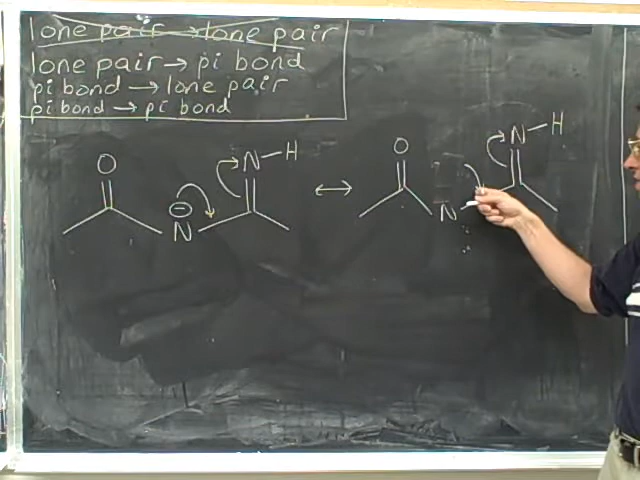 lone pair → lone pair
lone pair → pi bond
pi bond → lone pair
pi bond → pi bond
O N-H O N-H
⊖
N ↔ N